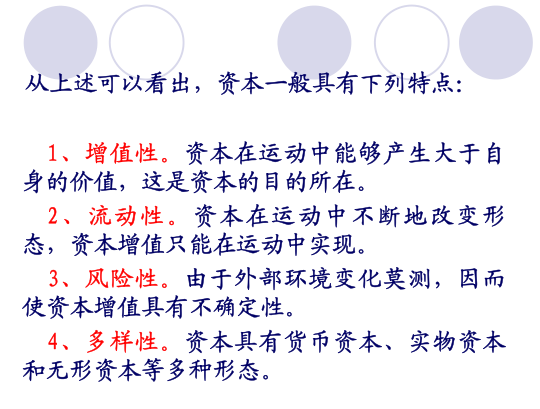 从上述可以看出，资本一般具有下列特点：
1、增值性。资本在运动中能够产生大于自
身的价值，这是资本的目的所在。
2、流动性。资本在运动中不断地改变形
态，资本增值只能在运动中实现。
3、风险性。由于外部环境变化莫测，因而
使资本增值具有不确定性。
4、多样性。资本具有货币资本、实物资本
和无形资本等多种形态。